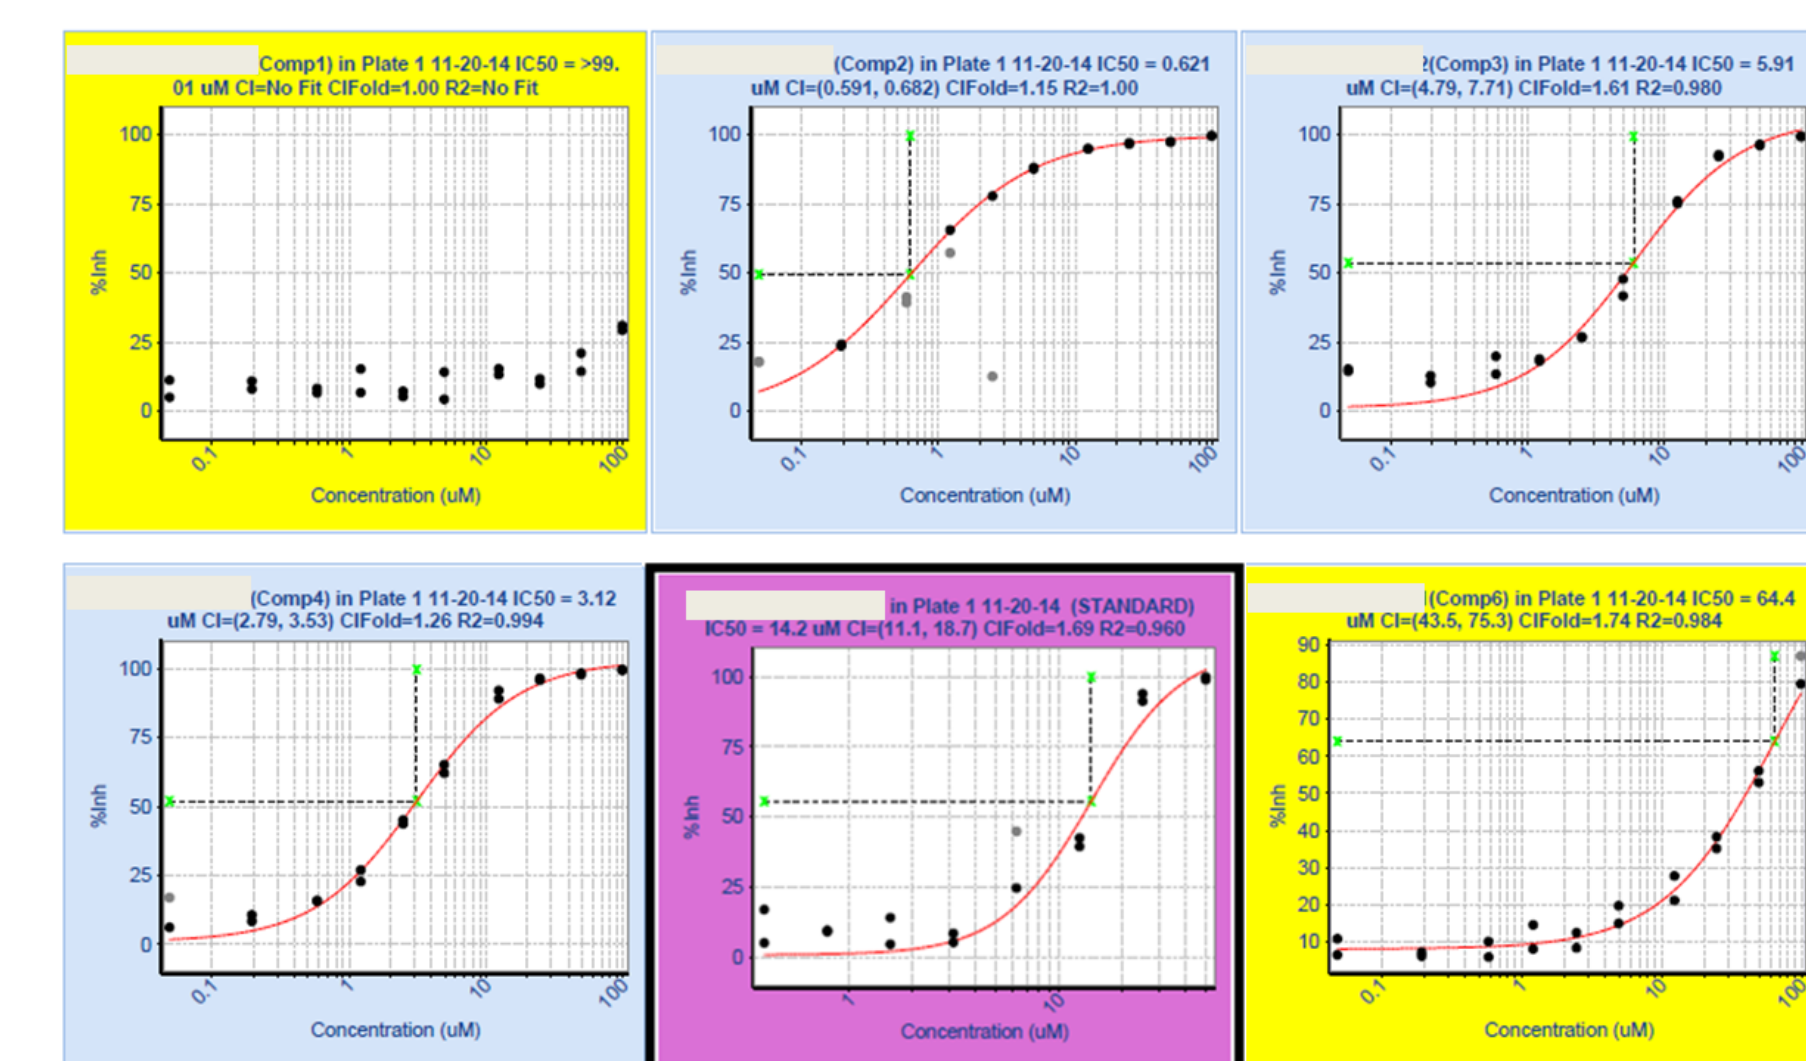 (Comp1) in Plate 1 11-20-14 IC50 = >99.
01 uM CI=No Fit CIFold=1.00 R2=No Fit
100
75
50
25
0
%Inh
0.1
1
10
100
Concentration (uM)
(Comp2) in Plate 1 11-20-14 IC50 = 0.621
uM CI=(0.591, 0.682) CIFold=1.15 R2=1.00
100
75
50
25
0
%Inh
0.1
1
10
100
Concentration (uM)
2(Comp3) in Plate 1 11-20-14 IC50 = 5.91
uM CI=(4.79, 7.71) CIFold=1.61 R2=0.980
100
75
50
25
0
%Inh
0.1
1
10
100
Concentration (uM)
(Comp4) in Plate 1 11-20-14 IC50 = 3.12
uM CI=(2.79, 3.53) CIFold=1.26 R2=0.994
100
75
50
25
0
%Inh
0.1
1
10
100
Concentration (uM)
in Plate 1 11-20-14 (STANDARD)
IC50 = 14.2 uM CI=(11.1, 18.7) CIFold=1.69 R2=0.960
100
75
50
25
0
%Inh
1
10
Concentration (uM)
(Comp6) in Plate 1 11-20-14 IC50 = 64.4
uM CI=(43.5, 75.3) CIFold=1.74 R2=0.984
90
80
70
60
50
40
30
20
10
%Inh
0.1
1
10
100
Concentration (uM)